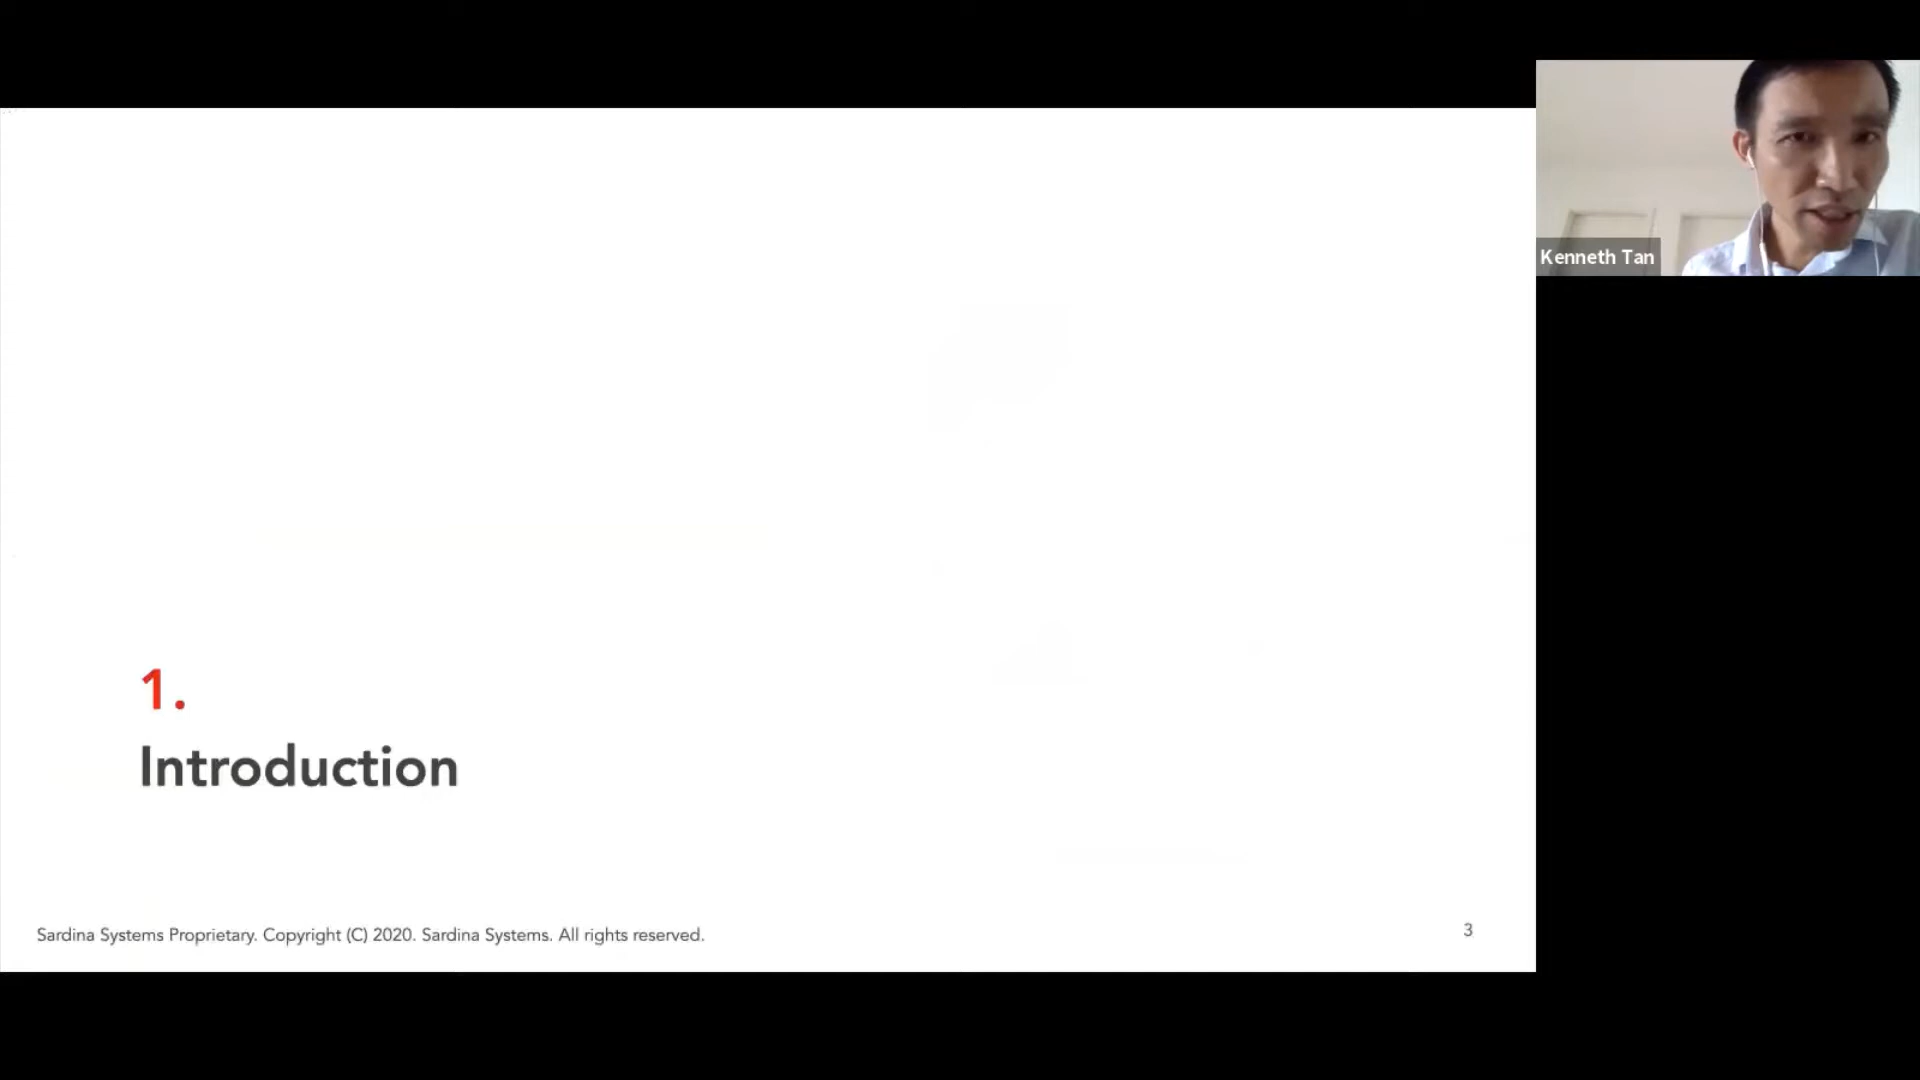 Kenneth Tan
1.
Introduction
Sardina Systems Proprietary. Copyright (C) 2020. Sardina Systems. All rights reserved.
3